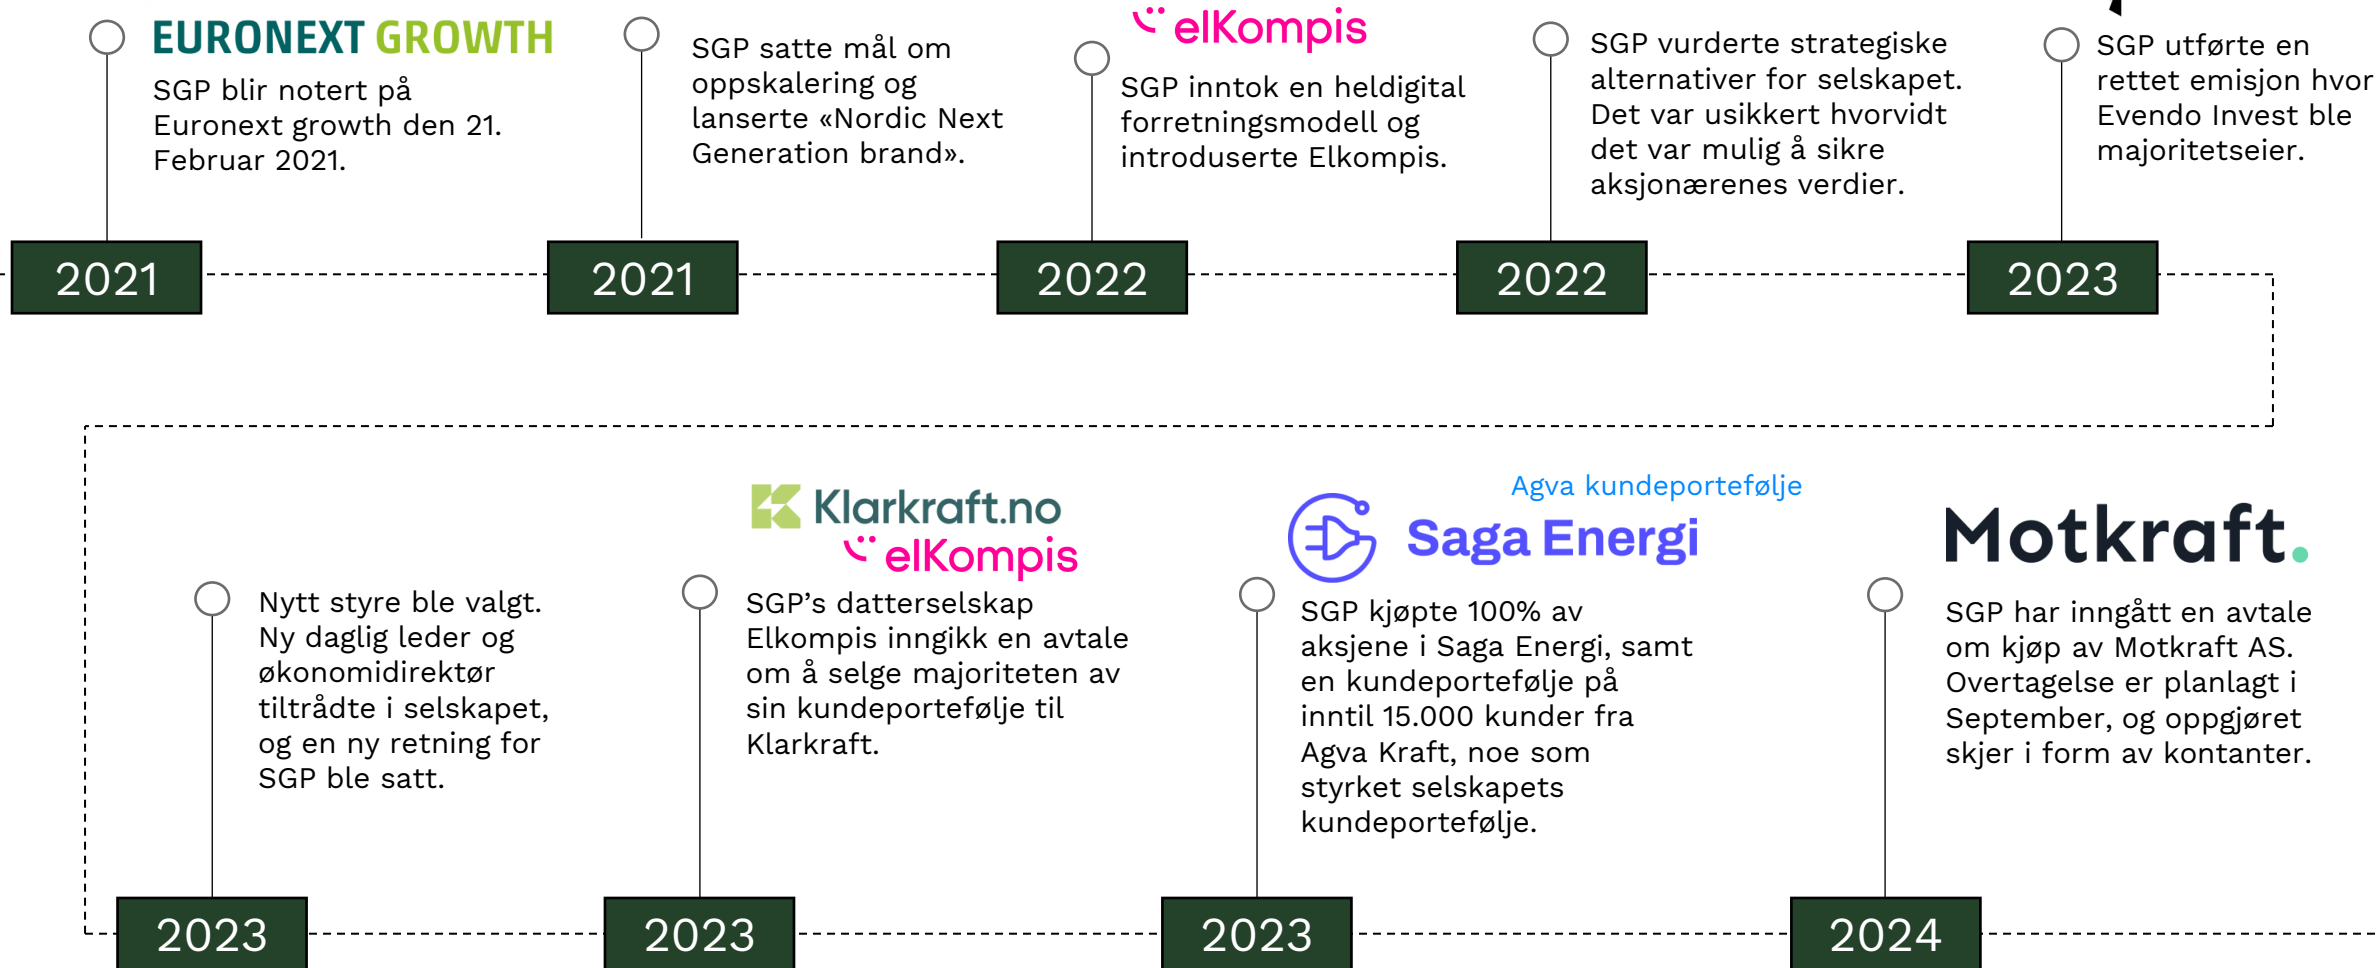 EURONEXT GROWTH
SGP blir notert på
Euronext growth den 21.
Februar 2021.
2021
SGP satte mål om
oppskalering og
lanserte «Nordic Next
Generation brand».
2021
elKompis
SGP inntok en heldigital
forretningsmodell og
introduserte Elkompis.
2022
SGP vurderte strategiske
alternativer for selskapet.
Det var usikkert hvorvidt
det var mulig å sikre
aksjonærenes verdier.
2022
SGP utførte en
rettet emisjon hvor
Evendo Invest ble
majoritetseier.
2023
Nytt styre ble valgt.
Ny daglig leder og
økonomidirektør
tiltrådte i selskapet,
og en ny retning for
SGP ble satt.
2023
Klarkraft.no
elKompis
SGP's datterselskap
Elkompis inngikk en avtale
om å selge majoriteten av
sin kundeportefølje til
Klarkraft.
2023
Agva kundeportefølje
Saga Energi
SGP kjøpte 100% av
aksjene i Saga Energi, samt
en kundeportefølje på
inntil 15.000 kunder fra
Agva Kraft, noe som
styrket selskapets
kundeportefølje.
2023
Motkraft.
SGP har inngått en avtale
om kjøp av Motkraft AS.
Overtagelse er planlagt i
September, og oppgjøret
skjer i form av kontanter.
2024